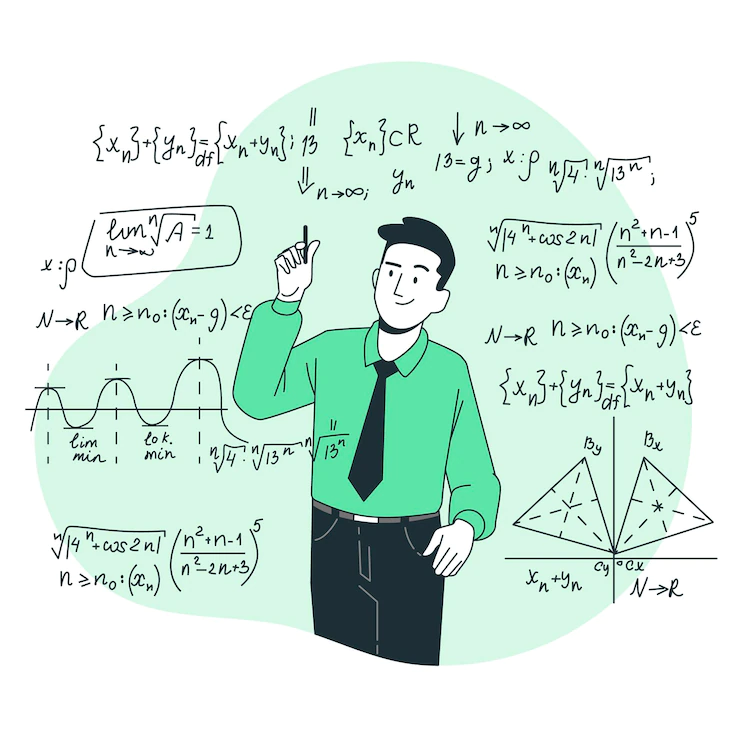 {xₙ}+{yₙ}=df{xₙ+yₙ}; 13 {xₙ}⊂R ↓ n→∞
⇓ n→∞; yₙ 13=g; x:ρ ⁿ√4! ⁿ√13ⁿ;
lim n→∞ ⁿ√A=1
x:ρ
N→R n≥n₀:(xₙ-g)<ε
lim min
lok. min
ⁿ√4! ⁿ√13ⁿ ⁿ√13ⁿ
ⁿ√|4ⁿ+cos2n| ((n²+n-1)/(n²-2n+3))⁵
n≥n₀:(xₙ)
ⁿ√|4ⁿ+cos2n| ((n²+n-1)/(n²-2n+3))⁵
n≥n₀:(xₙ)
N→R n≥n₀:(xₙ-g)<ε
{xₙ}+{yₙ}=df{xₙ+yₙ}
By Bx
Cy Cx
xₙ+yₙ N→R